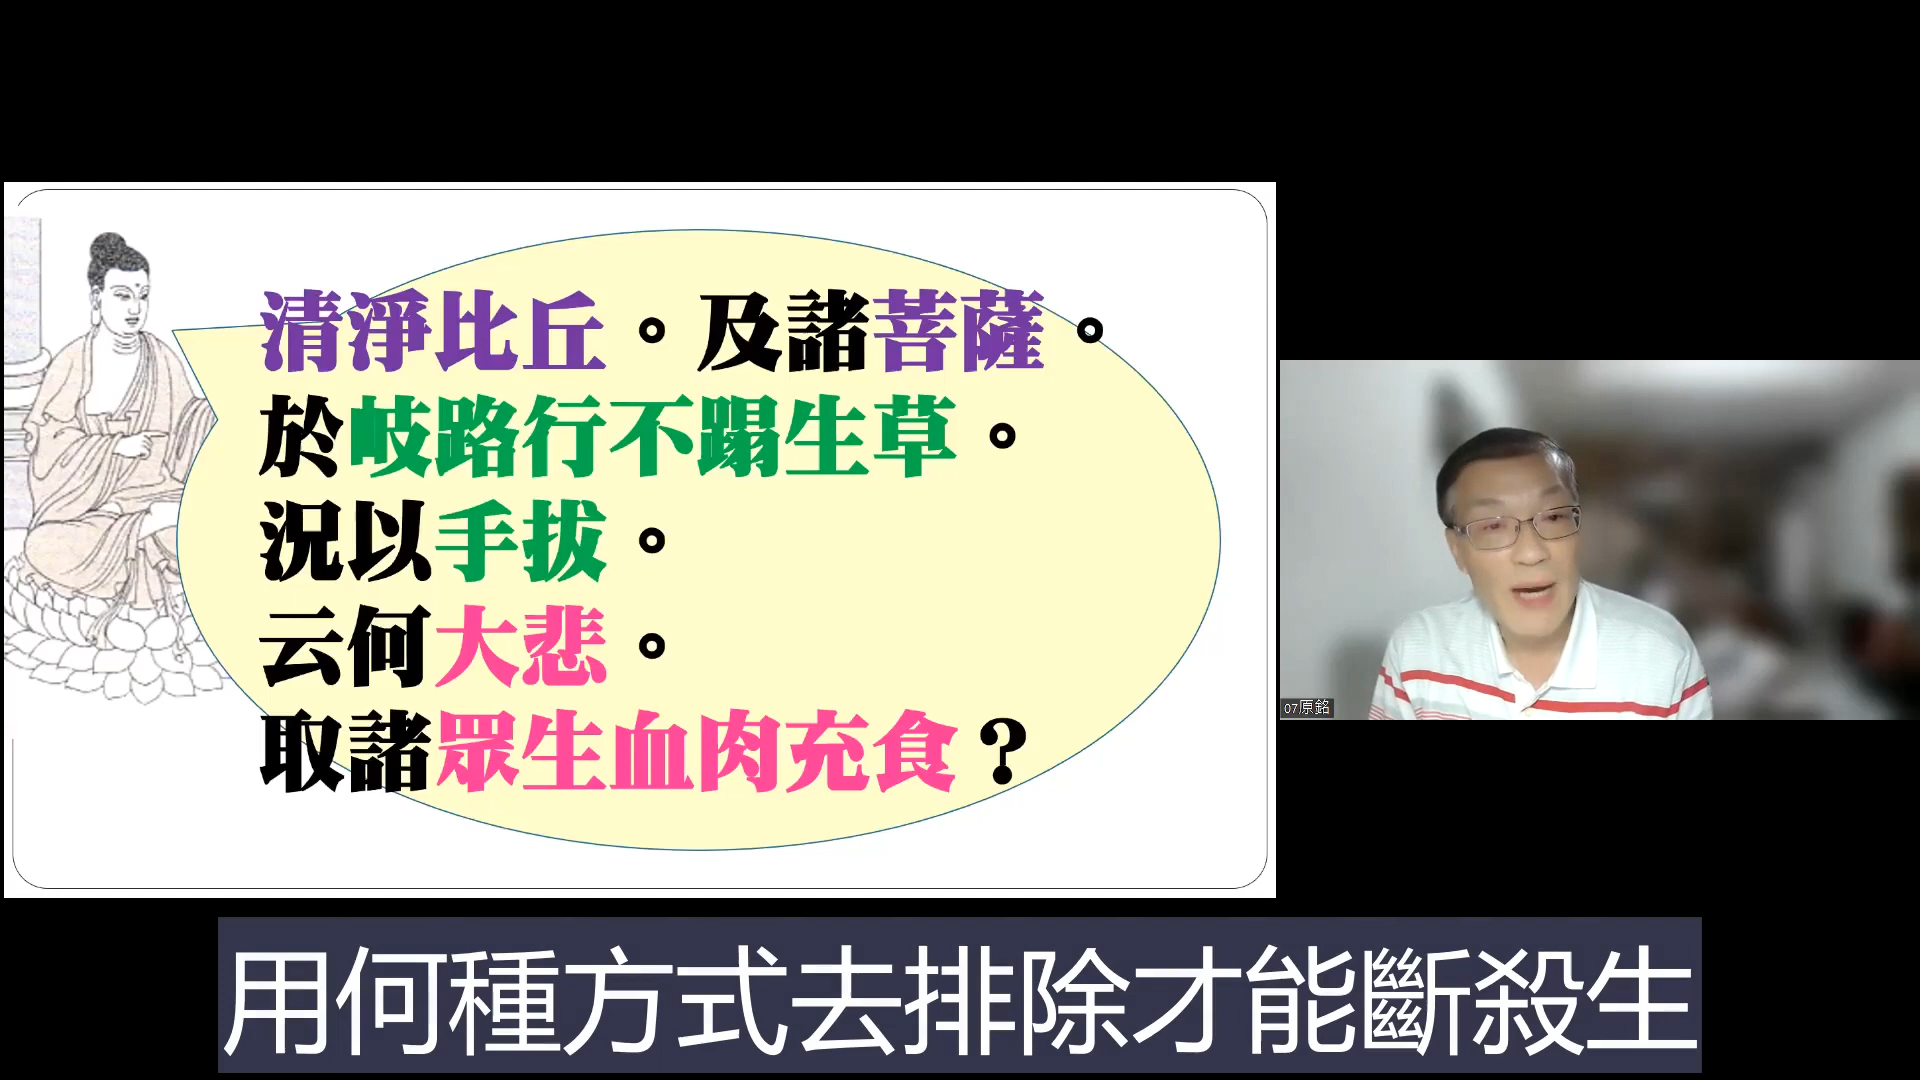 清淨比丘。及諸菩薩。
於岐路行不蹋生草。
況以手拔。
云何大悲。
取諸眾生血肉充食？
07原銘
用何種方式去排除才能斷殺生